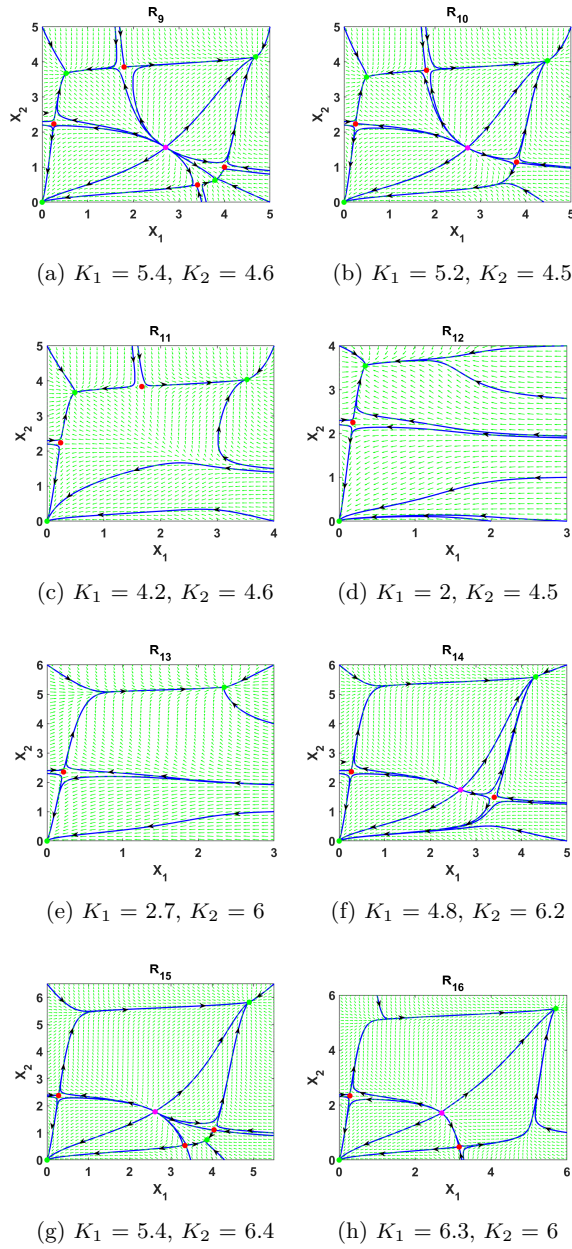 R9 R10
5 5
4 4
3 3
X2 X2
2 2
1 1
0 0
0 1 2 3 4 5 0 1 2 3 4 5
X1 X1
(a) K1 = 5.4, K2 = 4.6 (b) K1 = 5.2, K2 = 4.5
R11 R12
5 4
4 3
3
X2 X2
2 2
1 1
0 0
0 1 2 3 4 0 1 2 3
X1 X1
(c) K1 = 4.2, K2 = 4.6 (d) K1 = 2, K2 = 4.5
R13 R14
6 6
5 5
4 4
X2 3 X2 3
2 2
1 1
0 0
0 1 2 3 0 1 2 3 4 5
X1 X1
(e) K1 = 2.7, K2 = 6 (f) K1 = 4.8, K2 = 6.2
R15 R16
6 6
5
4 4
X2 3 X2
2 2
1
0 0
0 1 2 3 4 5 0 2 4 6
X1 X1
(g) K1 = 5.4, K2 = 6.4 (h) K1 = 6.3, K2 = 6